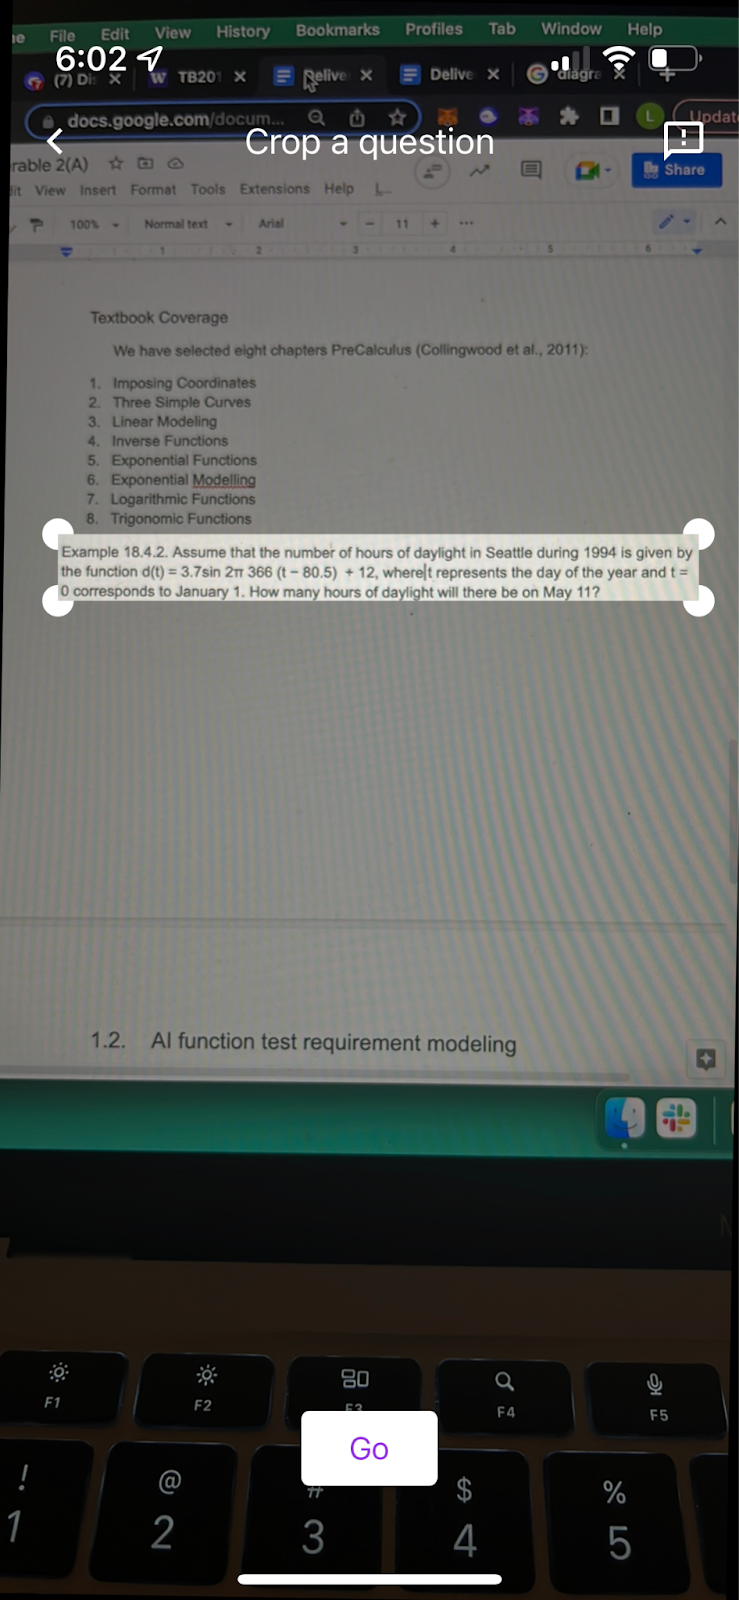 File Edit View History Bookmarks Profiles Tab Window Help
6:02
(7) Di X W TB201 X Delive X Delive X G diagra X +
docs.google.com/docum... L Updat
Crop a question
rable 2(A) Share
View Insert Format Tools Extensions Help L...
100% Normal text Arial - 11 + ...
1 2 3 4 5 6
Textbook Coverage
We have selected eight chapters PreCalculus (Collingwood et al., 2011):
1. Imposing Coordinates
2. Three Simple Curves
3. Linear Modeling
4. Inverse Functions
5. Exponential Functions
6. Exponential Modelling
7. Logarithmic Functions
8. Trigonomic Functions
Example 18.4.2. Assume that the number of hours of daylight in Seattle during 1994 is given by
the function d(t) = 3.7sin 2π 366 (t − 80.5) + 12, where t represents the day of the year and t =
0 corresponds to January 1. How many hours of daylight will there be on May 11?
1.2. AI function test requirement modeling
F1 F2 F3 F4 F5
Go
! @ # $ %
1 2 3 4 5